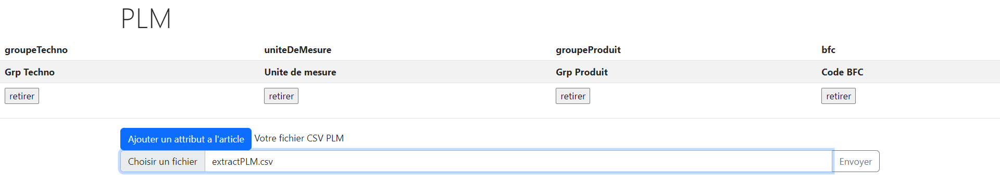 PLM
groupeTechno uniteDeMesure groupeProduit bfc
Grp Techno Unite de mesure Grp Produit Code BFC
retirer retirer retirer retirer
Ajouter un attribut a l'article Votre fichier CSV PLM
Choisir un fichier extractPLM.csv Envoyer